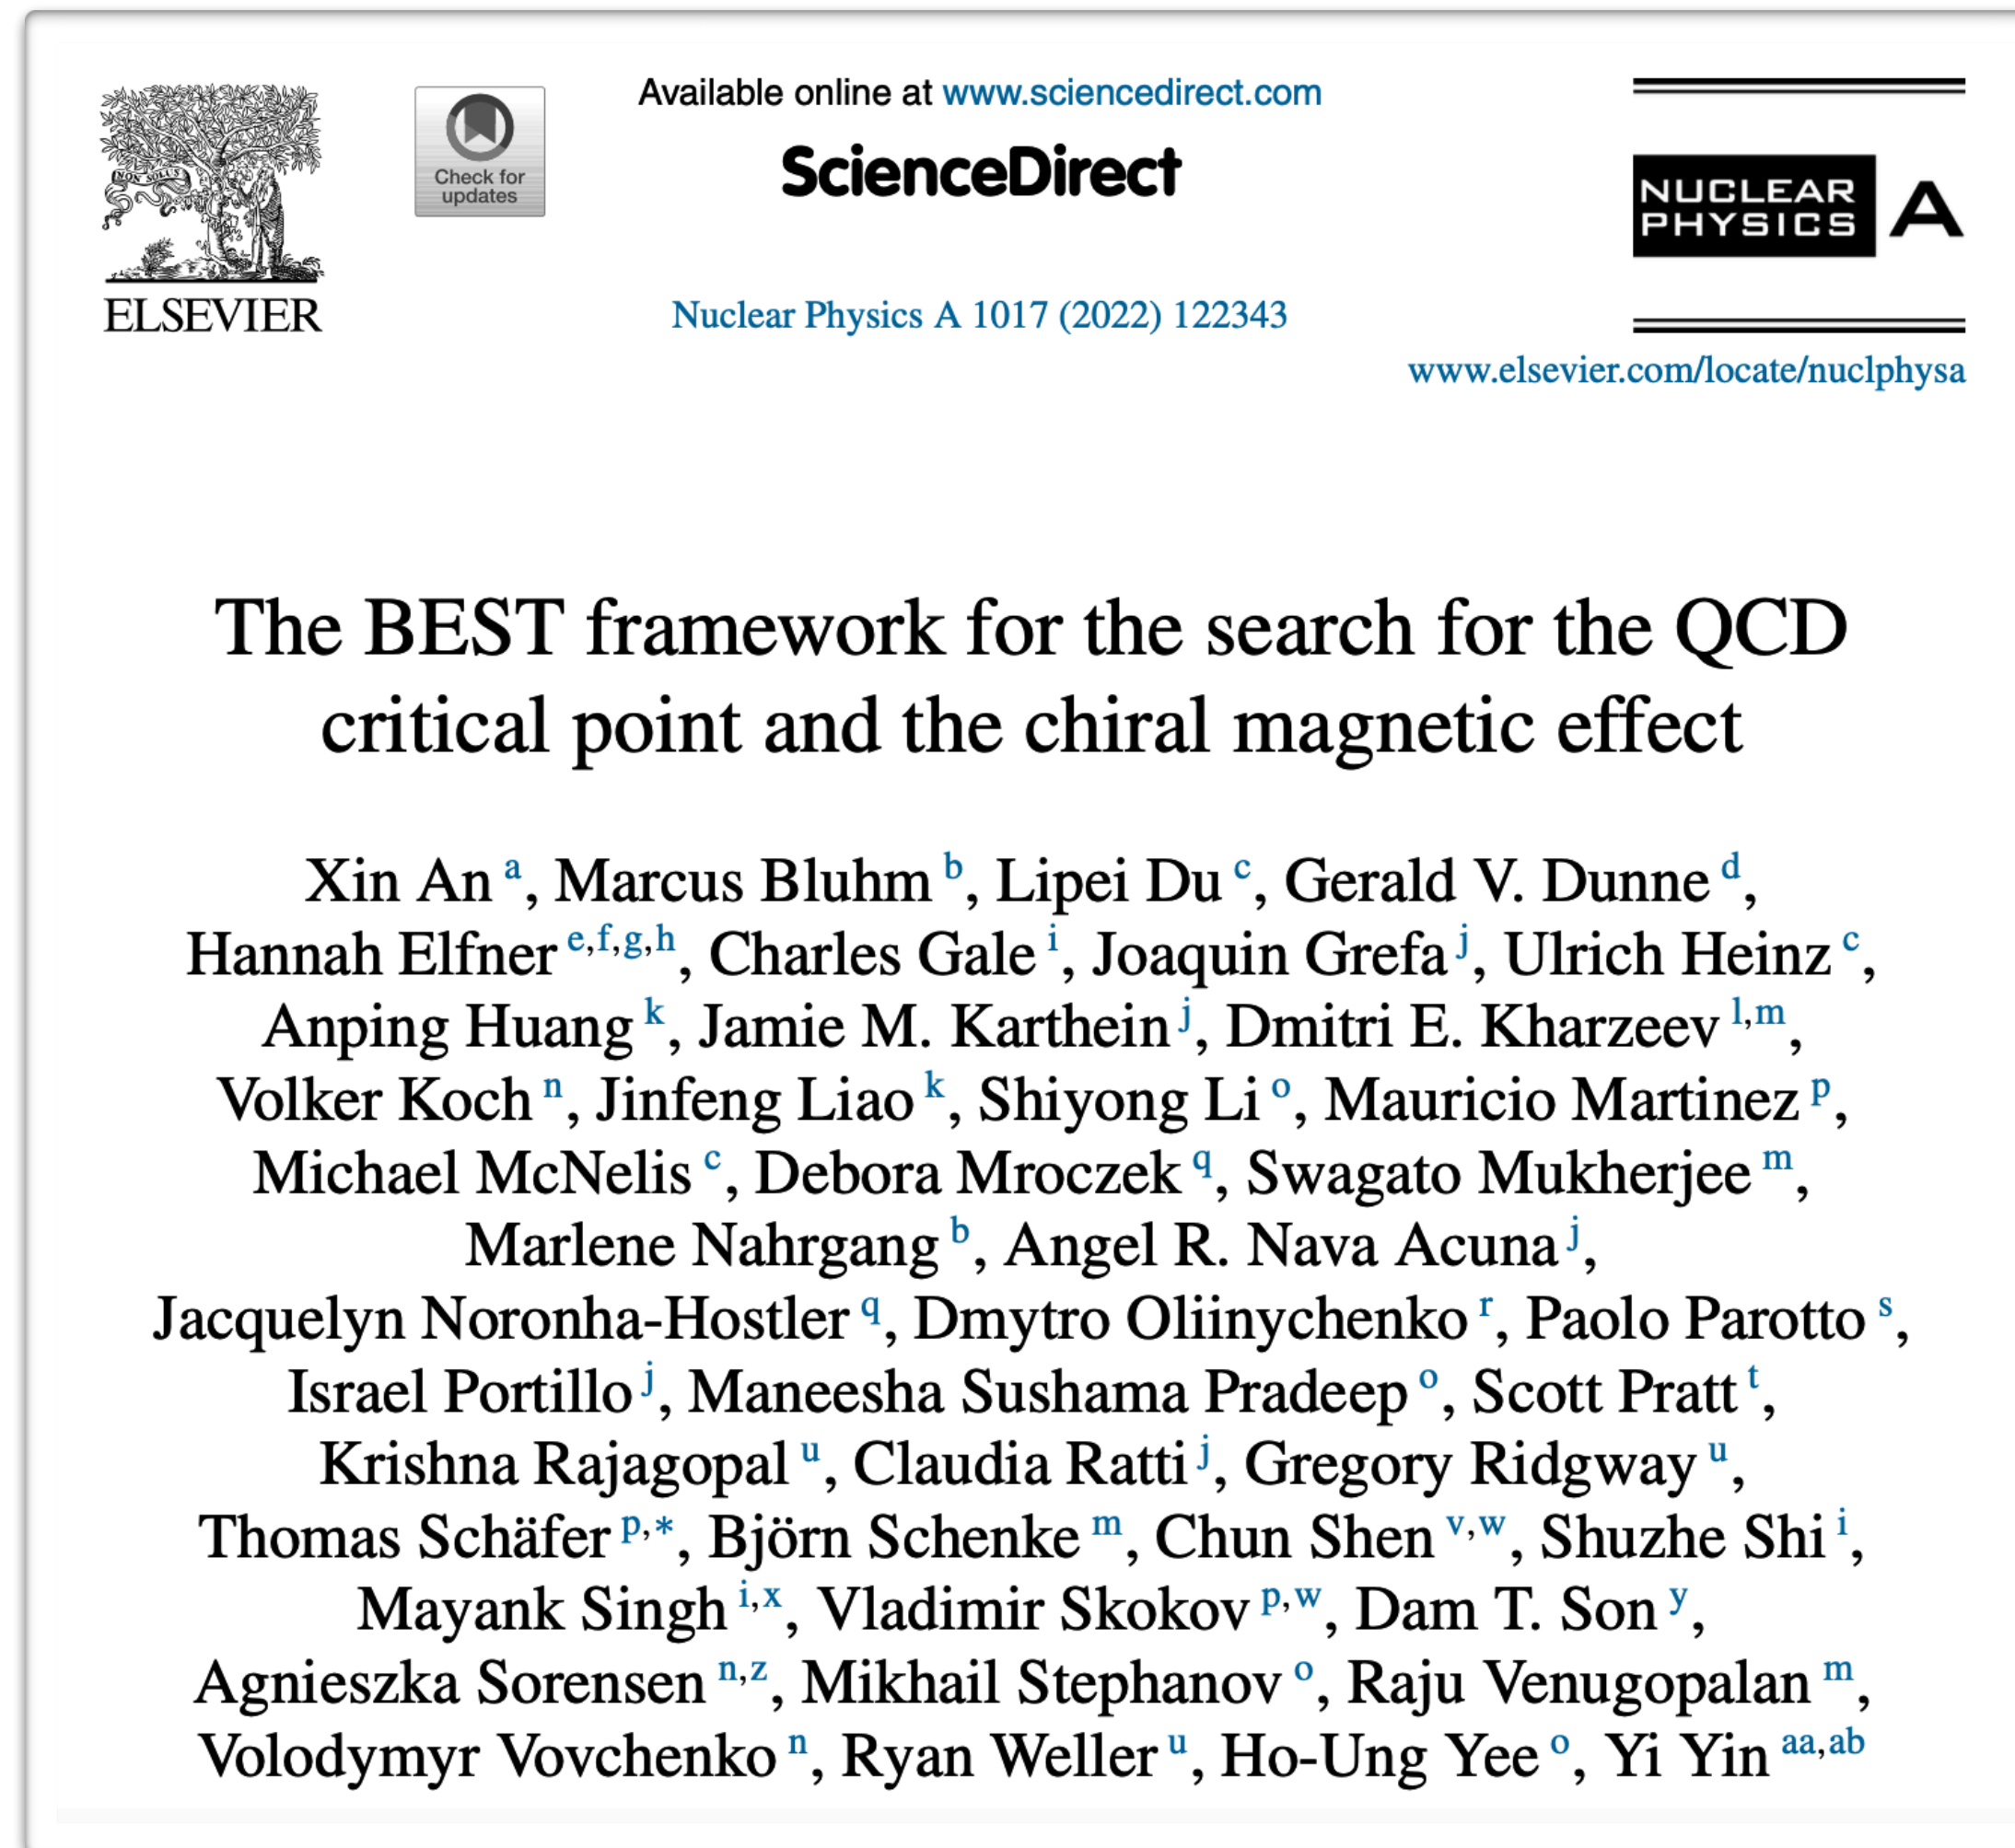 Available online at www.sciencedirect.com
ScienceDirect
Check for
updates
NON SOLUS
ELSEVIER
NUCLEAR
PHYSICS A
Nuclear Physics A 1017 (2022) 122343
www.elsevier.com/locate/nuclphysa
The BEST framework for the search for the QCD
critical point and the chiral magnetic effect
Xin An a, Marcus Bluhm b, Lipei Du c, Gerald V. Dunne d,
Hannah Elfner e,f,g,h, Charles Gale i, Joaquin Grefa j, Ulrich Heinz c,
Anping Huang k, Jamie M. Karthein j, Dmitri E. Kharzeev l,m,
Volker Koch n, Jinfeng Liao k, Shiyong Li o, Mauricio Martinez p,
Michael McNelis c, Debora Mroczek q, Swagato Mukherjee m,
Marlene Nahrgang b, Angel R. Nava Acuna j,
Jacquelyn Noronha-Hostler q, Dmytro Oliinychenko r, Paolo Parotto s,
Israel Portillo j, Maneesha Sushama Pradeep o, Scott Pratt t,
Krishna Rajagopal u, Claudia Ratti j, Gregory Ridgway u,
Thomas Schäfer p,*, Björn Schenke m, Chun Shen v,w, Shuzhe Shi i,
Mayank Singh i,x, Vladimir Skokov p,w, Dam T. Son y,
Agnieszka Sorensen n,z, Mikhail Stephanov o, Raju Venugopalan m,
Volodymyr Vovchenko n, Ryan Weller u, Ho-Ung Yee o, Yi Yin aa,ab